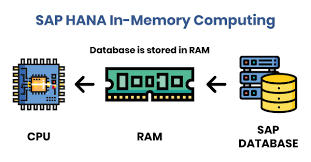 SAP HANA In-Memory Computing
Database is stored in RAM
CPU
RAM
SAP
DATABASE